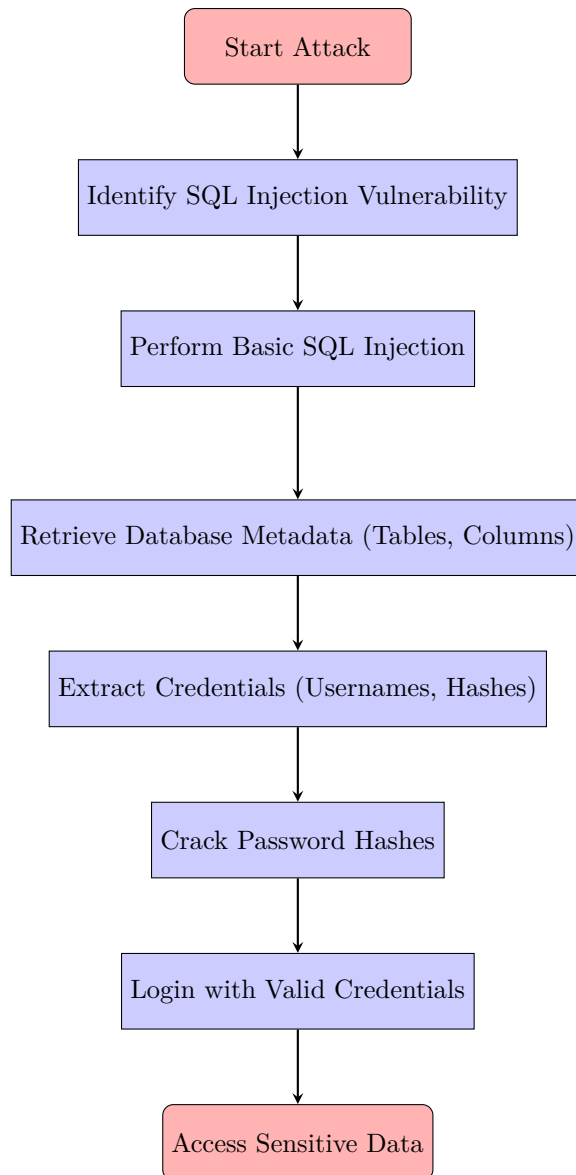 Start Attack
Identify SQL Injection Vulnerability
Perform Basic SQL Injection
Retrieve Database Metadata (Tables, Columns)
Extract Credentials (Usernames, Hashes)
Crack Password Hashes
Login with Valid Credentials
Access Sensitive Data